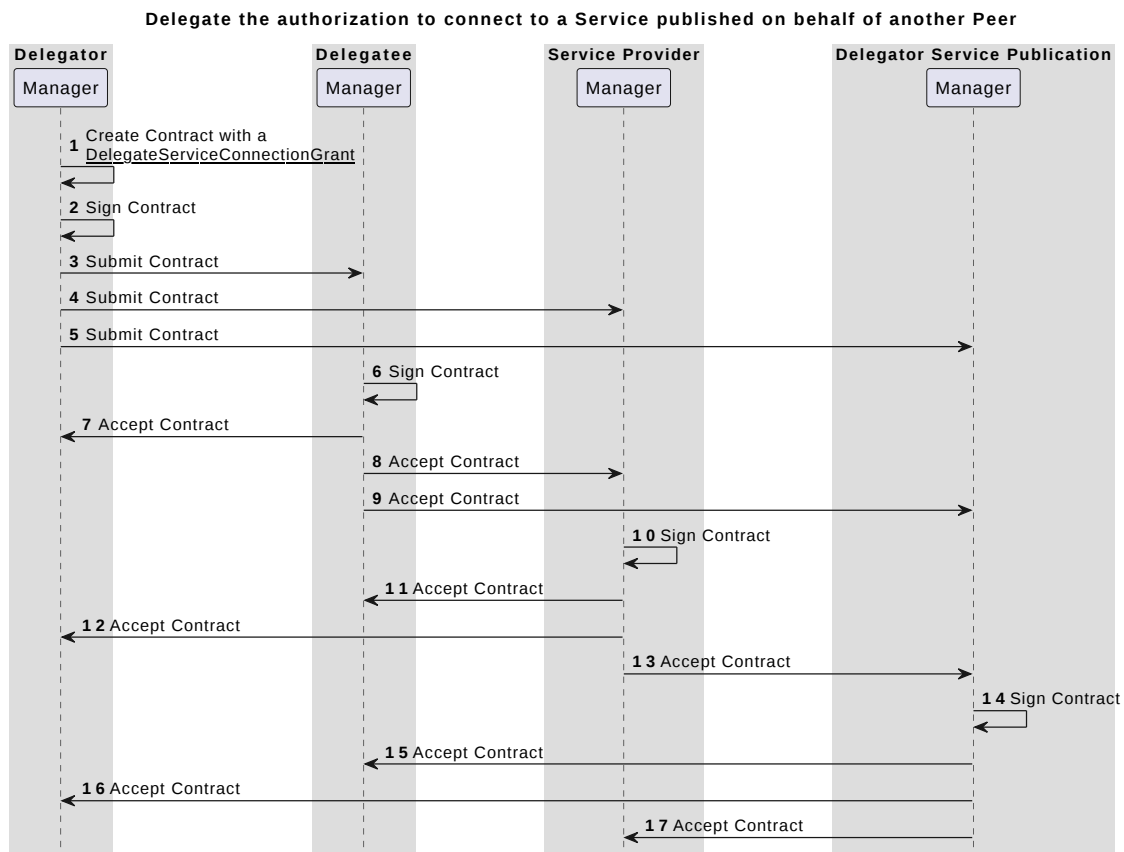 Delegate the authorization to connect to a Service published on behalf of another Peer
Delegator
Delegatee
Service Provider
Delegator Service Publication
Manager
Manager
Manager
Manager
1 Create Contract with a
DelegateServiceConnectionGrant
2 Sign Contract
3 Submit Contract
4 Submit Contract
5 Submit Contract
6 Sign Contract
7 Accept Contract
8 Accept Contract
9 Accept Contract
10 Sign Contract
11 Accept Contract
12 Accept Contract
13 Accept Contract
14 Sign Contract
15 Accept Contract
16 Accept Contract
17 Accept Contract